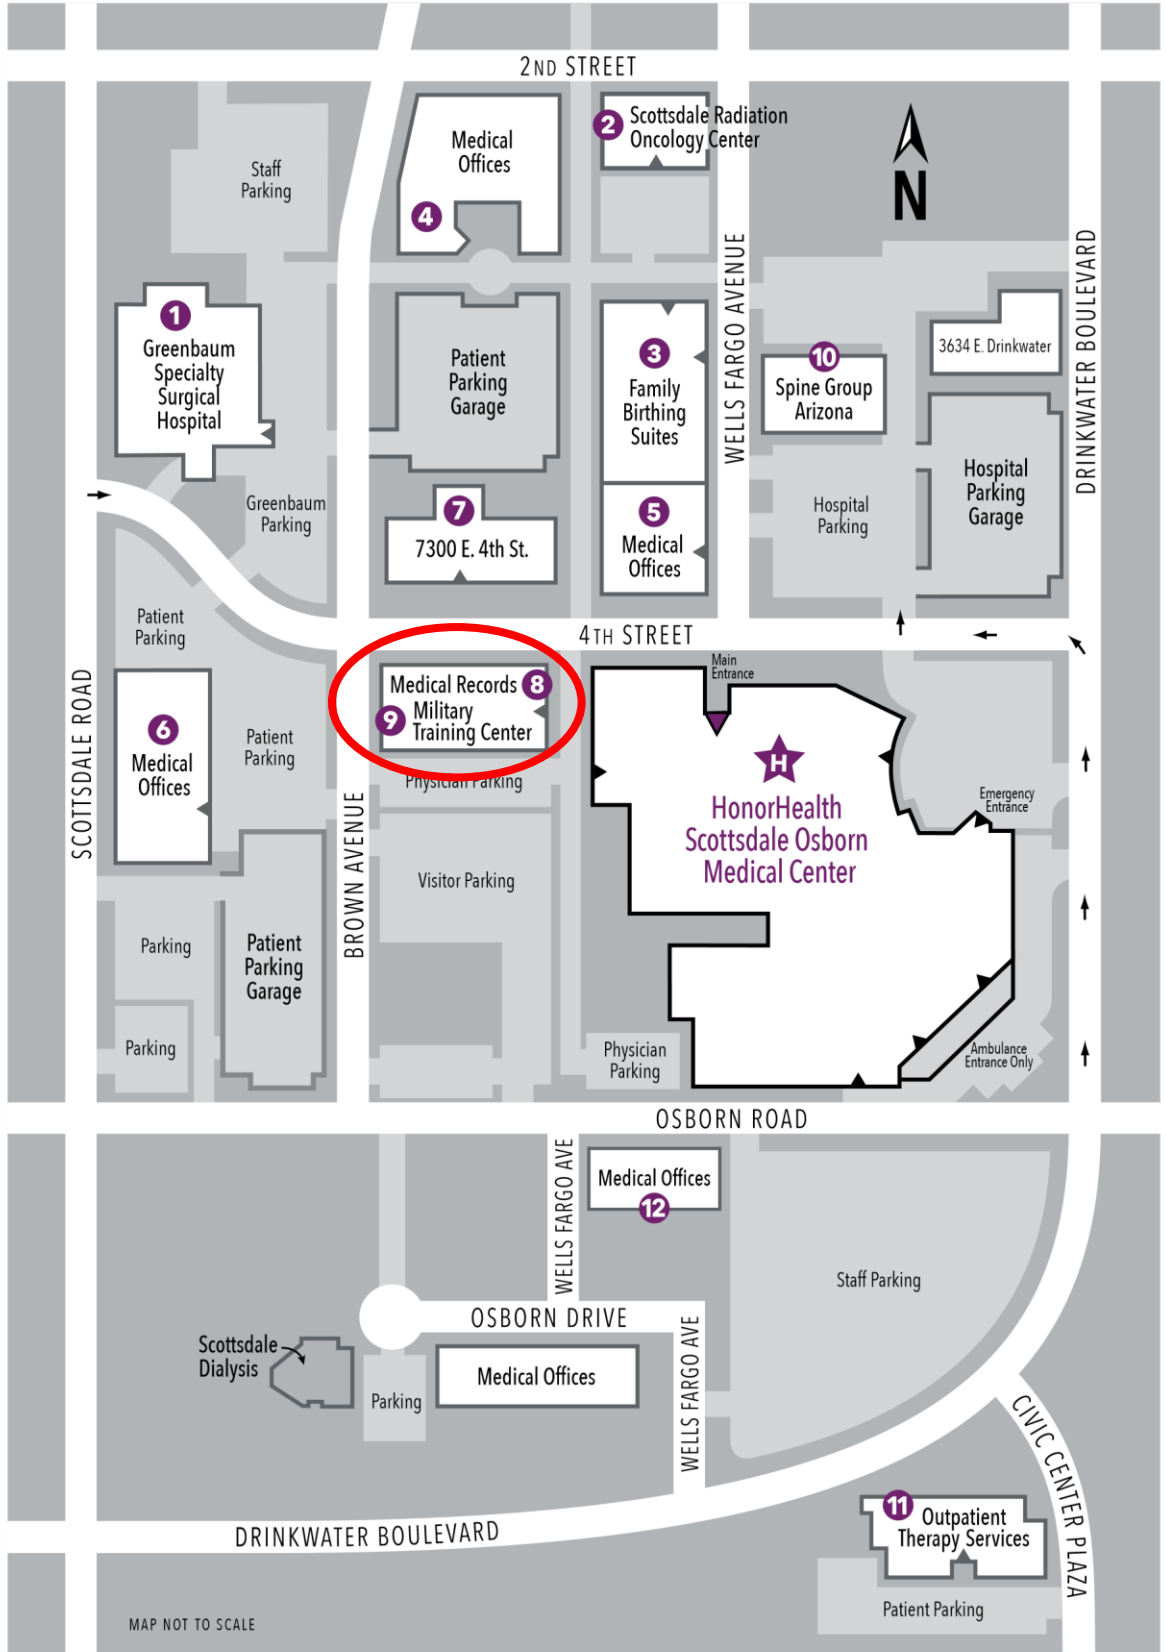 2ND STREET
Medical
Offices
4
2
Scottsdale Radiation
Oncology Center
Staff
Parking
N
1
Greenbaum
Specialty
Surgical
Hospital
Patient
Parking
Garage
3
Family
Birthing
Suites
WELLS FARGO AVENUE
10
Spine Group
Arizona
3634 E. Drinkwater
DRINKWATER BOULEVARD
Greenbaum
Parking
7
7300 E. 4th St.
5
Medical
Offices
Hospital
Parking
Hospital
Parking
Garage
Patient
Parking
4TH STREET
SCOTTSDALE ROAD
6
Medical
Offices
Patient
Parking
Medical Records 8
9 Military
Training Center
Physician Parking
Main
Entrance
H
HonorHealth
Scottsdale Osborn
Medical Center
Emergency
Entrance
BROWN AVENUE
Visitor Parking
Parking
Patient
Parking
Garage
Parking
Physician
Parking
Ambulance
Entrance Only
OSBORN ROAD
WELLS FARGO AVE
Medical Offices
12
Staff Parking
OSBORN DRIVE
Scottsdale
Dialysis
Parking
Medical Offices
WELLS FARGO AVE
CIVIC CENTER PLAZA
DRINKWATER BOULEVARD
11
Outpatient
Therapy Services
Patient Parking
MAP NOT TO SCALE